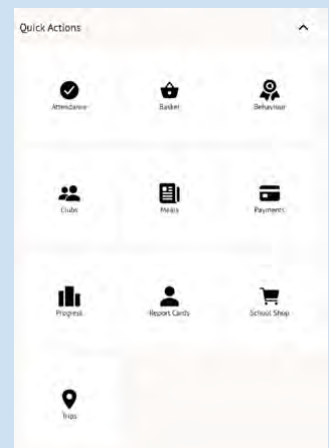 Quick Actions
Attendance
Basket
Behaviour
Clubs
Meals
Payments
Progress
Report Cards
School Shop
Trips